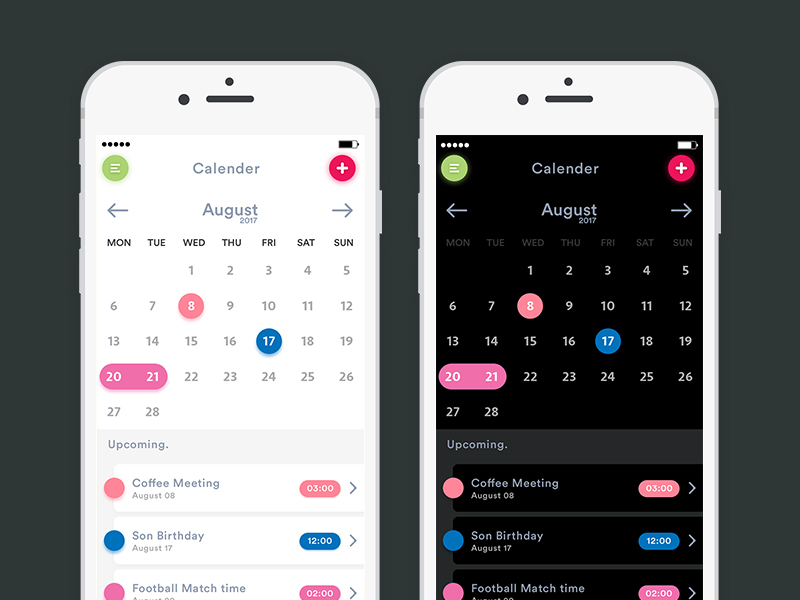 Calender
August
2017
MON TUE WED THU FRI SAT SUN
1 2 3 4 5
6 7 8 9 10 11 12
13 14 15 16 17 18 19
20 21 22 23 24 25 26
27 28
Upcoming.
Coffee Meeting
August 08
03:00
Son Birthday
August 17
12:00
Football Match time
02:00
Calender
August
2017
MON TUE WED THU FRI SAT SUN
1 2 3 4 5
6 7 8 9 10 11 12
13 14 15 16 17 18 19
20 21 22 23 24 25 26
27 28
Upcoming.
Coffee Meeting
August 08
03:00
Son Birthday
August 17
12:00
Football Match time
02:00